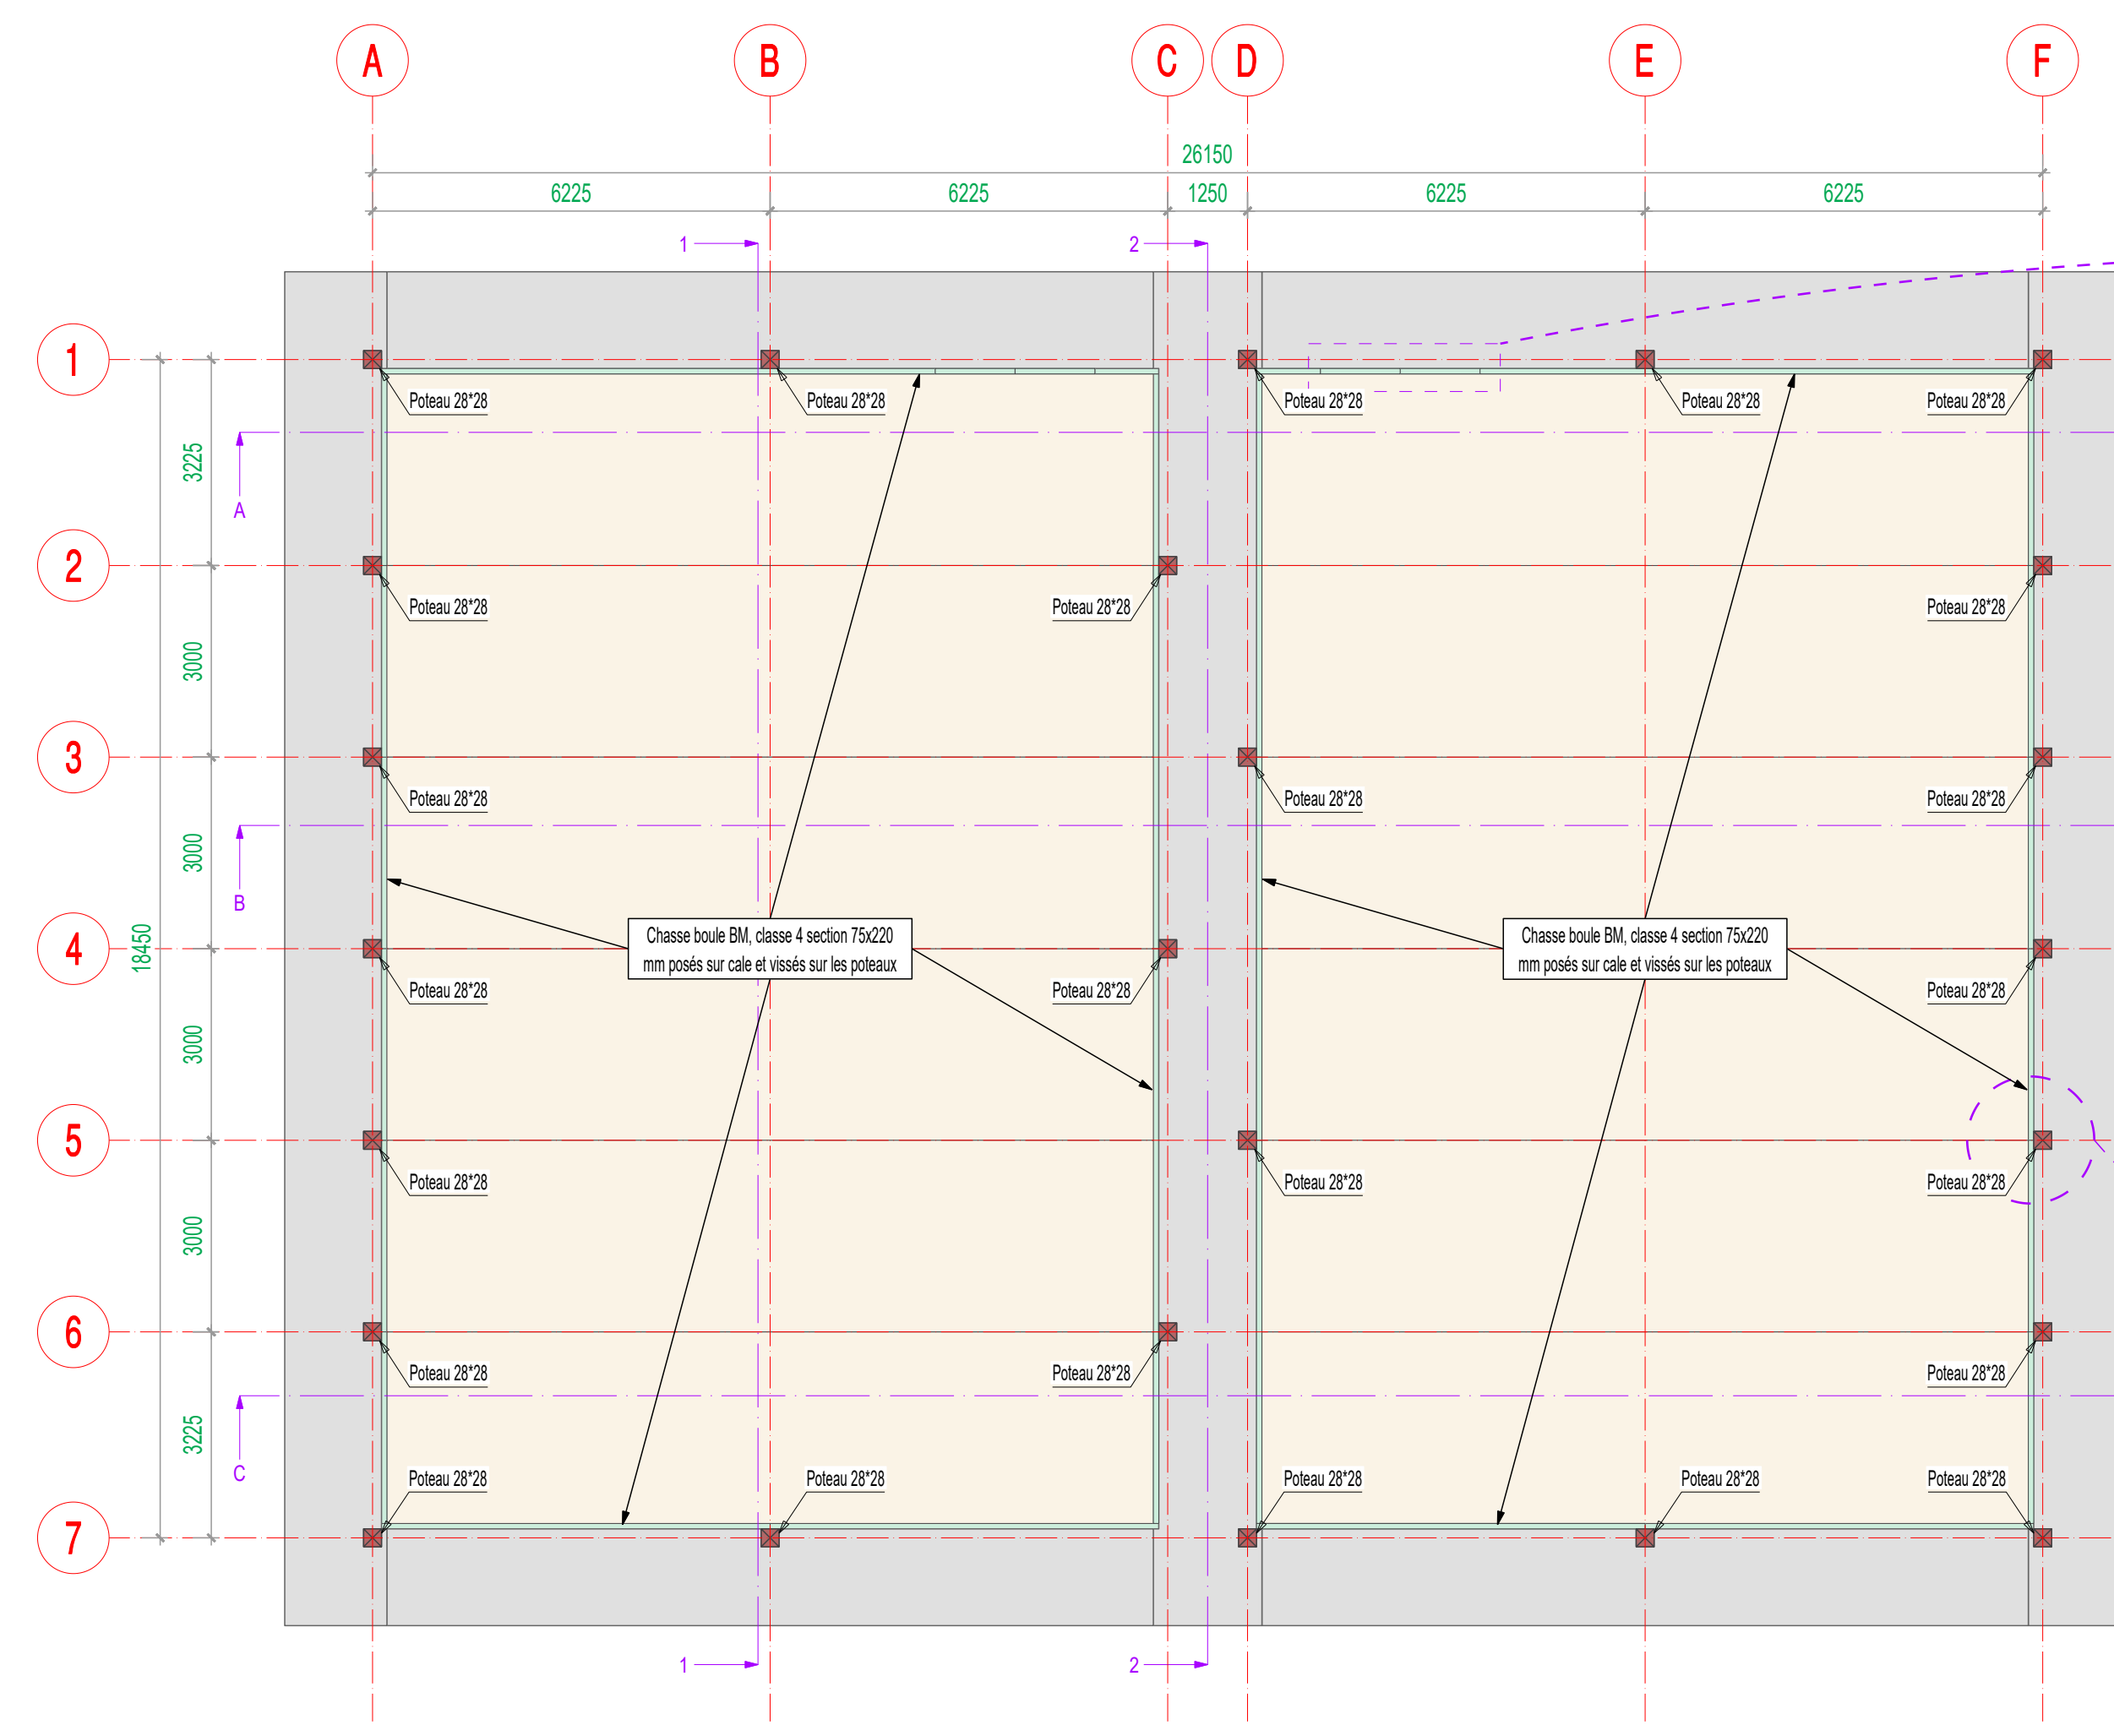 A B C D E F
26150
6225 6225 1250 6225 6225
1 2
1
Poteau 28*28 Poteau 28*28 Poteau 28*28 Poteau 28*28 Poteau 28*28
3225
A
2
Poteau 28*28 Poteau 28*28 Poteau 28*28
3000
3
Poteau 28*28 Poteau 28*28 Poteau 28*28
3000
B
4
18450
Chasse boule BM, classe 4 section 75x220
mm posés sur cale et vissés sur les poteaux
Chasse boule BM, classe 4 section 75x220
mm posés sur cale et vissés sur les poteaux
Poteau 28*28 Poteau 28*28 Poteau 28*28
3000
5
Poteau 28*28 Poteau 28*28 Poteau 28*28
3000
6
Poteau 28*28 Poteau 28*28 Poteau 28*28
3225
C
Poteau 28*28 Poteau 28*28 Poteau 28*28 Poteau 28*28 Poteau 28*28
7
1 2